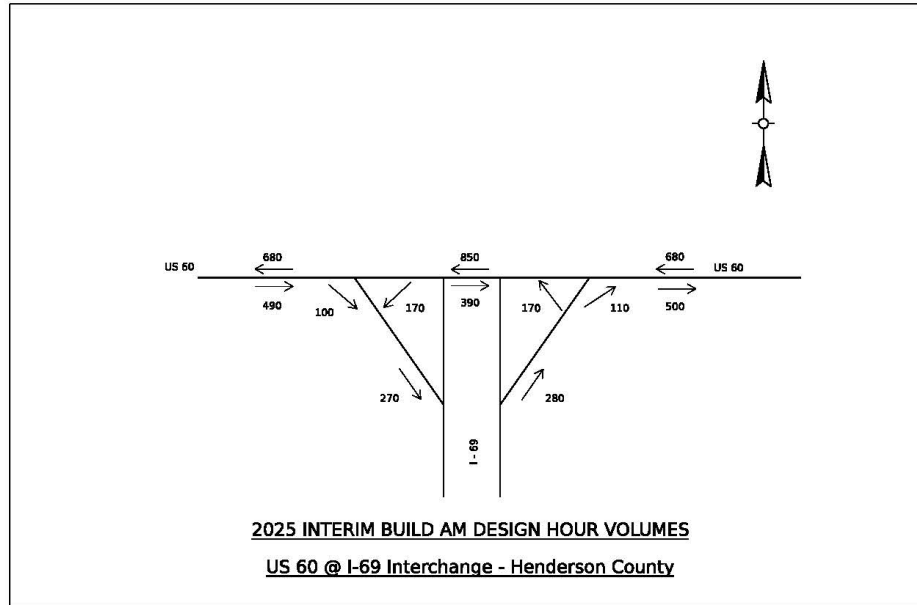 680
850
680
US 60
US 60
490
100
170
390
170
110
500
270
280
I - 69
2025 INTERIM BUILD AM DESIGN HOUR VOLUMES
US 60 @ I-69 Interchange - Henderson County